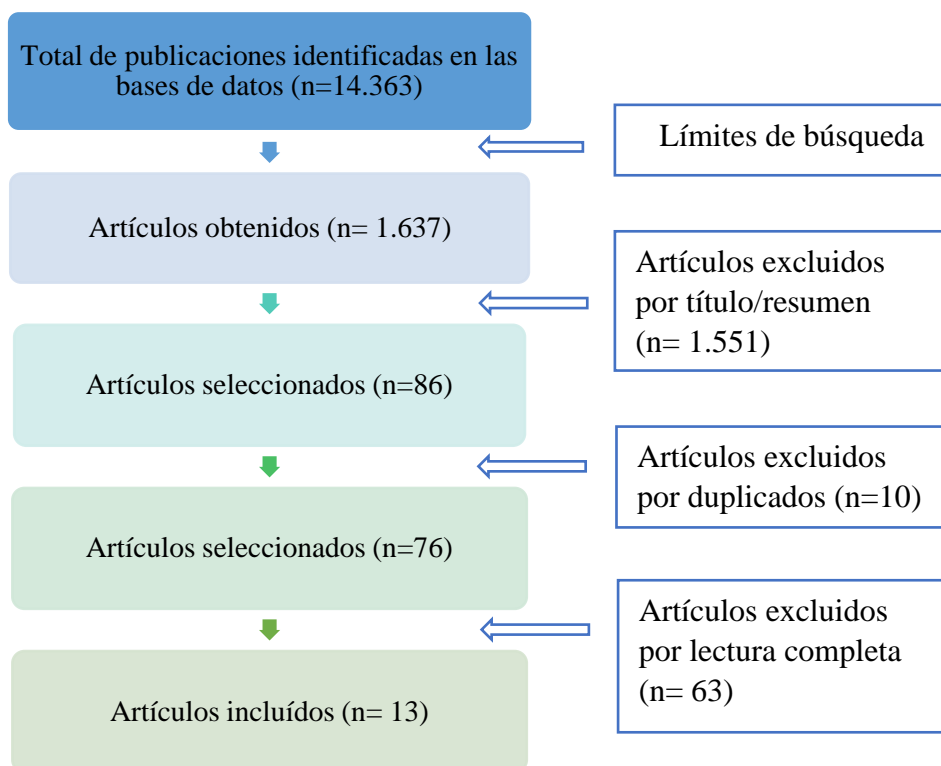 Total de publicaciones identificadas en las
bases de datos (n=14.363)
Límites de búsqueda
Artículos obtenidos (n= 1.637)
Artículos excluidos
por título/resumen
(n= 1.551)
Artículos seleccionados (n=86)
Artículos excluidos
por duplicados (n=10)
Artículos seleccionados (n=76)
Artículos excluidos
por lectura completa
(n= 63)
Artículos incluídos (n= 13)